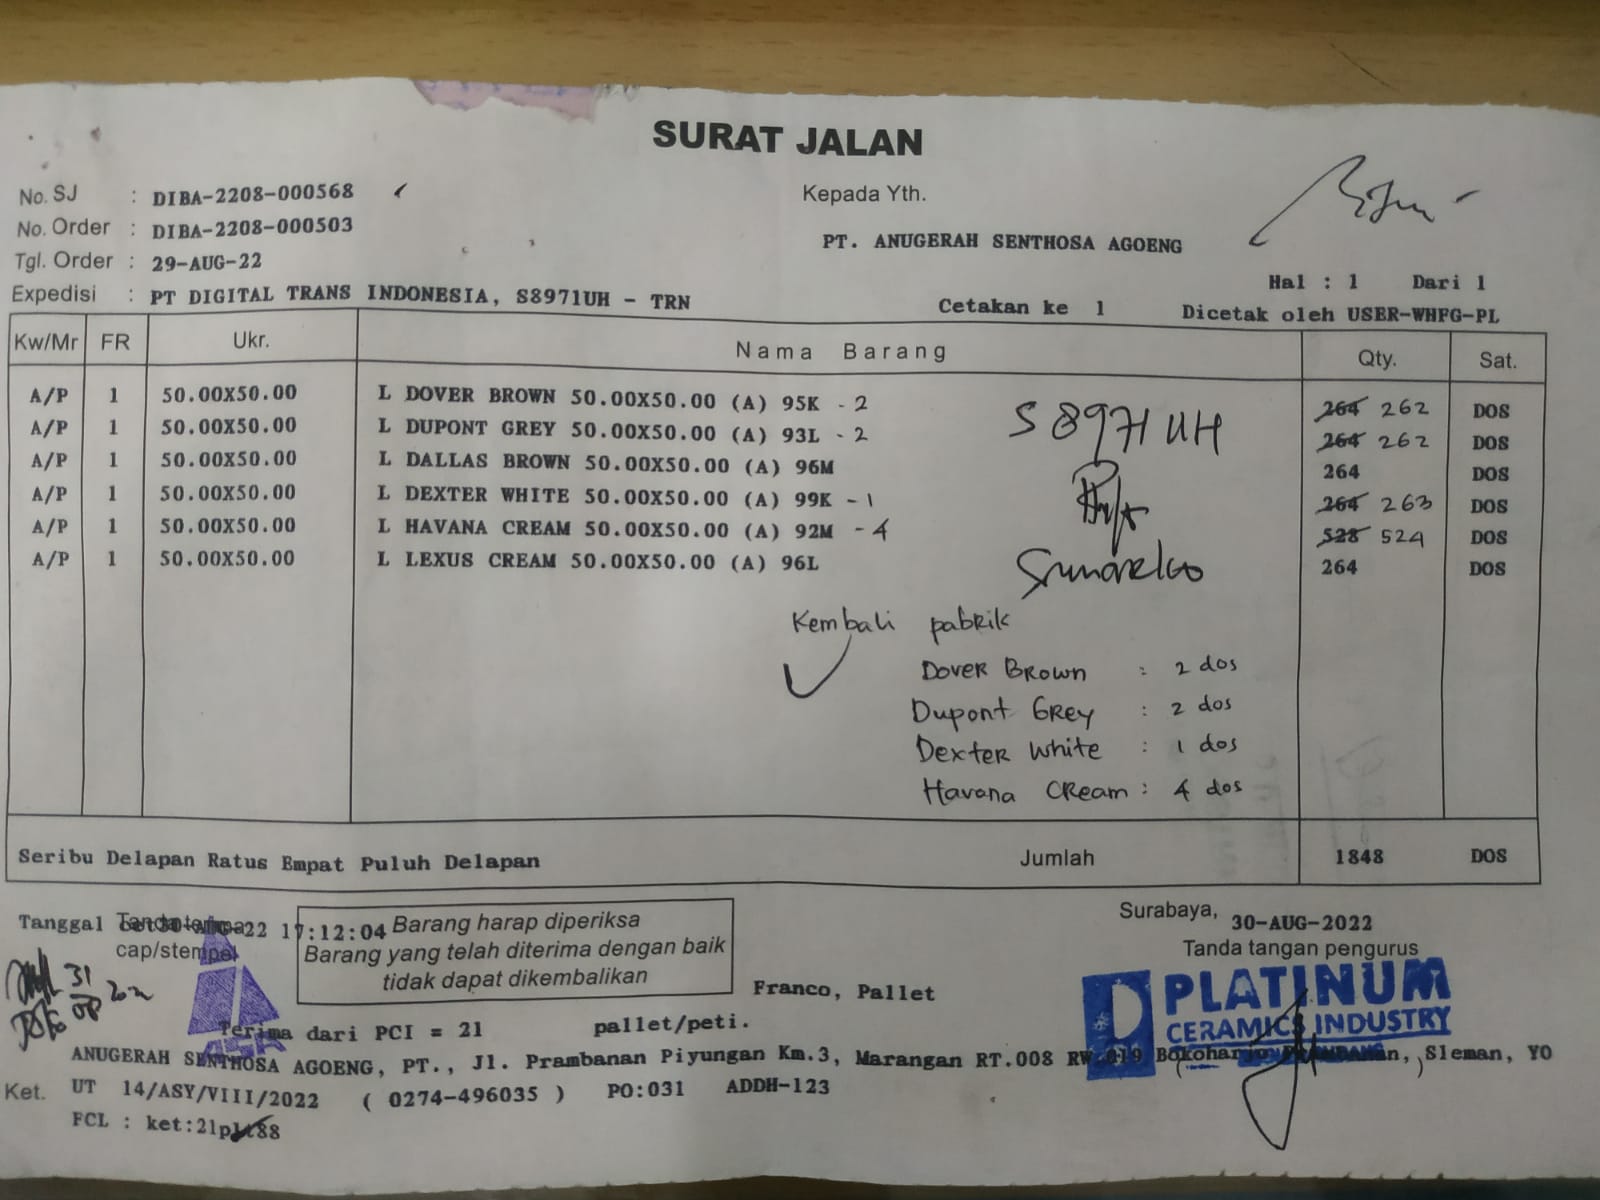 SURAT JALAN
No. SJ : DIBA-2208-000568
No. Order : DIBA-2208-000503
Tgl. Order : 29-AUG-22
Expedisi : PT DIGITAL TRANS INDONESIA, S8971UH - TRN
Kepada Yth.
PT. ANUGERAH SENTHOSA AGOENG
Hal : 1 Dari 1
Cetakan ke 1 Dicetak oleh USER-WHFG-PL
Kw/Mr FR Ukr. Nama Barang Qty. Sat.
A/P 1 50.00X50.00 L DOVER BROWN 50.00X50.00 (A) 95K - 2 264 262 DOS
A/P 1 50.00X50.00 L DUPONT GREY 50.00X50.00 (A) 93L - 2 264 262 DOS
A/P 1 50.00X50.00 L DALLAS BROWN 50.00X50.00 (A) 96M 264 DOS
A/P 1 50.00X50.00 L DEXTER WHITE 50.00X50.00 (A) 99K - 1 264 263 DOS
A/P 1 50.00X50.00 L HAVANA CREAM 50.00X50.00 (A) 92M - 4 528 524 DOS
A/P 1 50.00X50.00 L LEXUS CREAM 50.00X50.00 (A) 96L 264 DOS
S 8971 UH
Kembali pabrik
Dover Brown : 2 dos
Dupont Grey : 2 dos
Dexter White : 1 dos
Havana Cream : 4 dos
Seribu Delapan Ratus Empat Puluh Delapan Jumlah 1848 DOS
Tanggal 17:12:04
cap/stempel
Barang harap diperiksa
Barang yang telah diterima dengan baik
tidak dapat dikembalikan
Surabaya, 30-AUG-2022
Tanda tangan pengurus
PLATINUM
CERAMICS INDUSTRY
31
08
Franco, Pallet
Terima dari PCI = 21 pallet/peti.
ANUGERAH SENTHOSA AGOENG, PT., Jl. Prambanan Piyungan Km.3, Marangan RT.008 RW.019 Bokoharjo Prambanan, Sleman, YO
Ket. UT 14/ASY/VIII/2022 ( 0274-496035 ) PO:031 ADDH-123
FCL : ket:21plt88